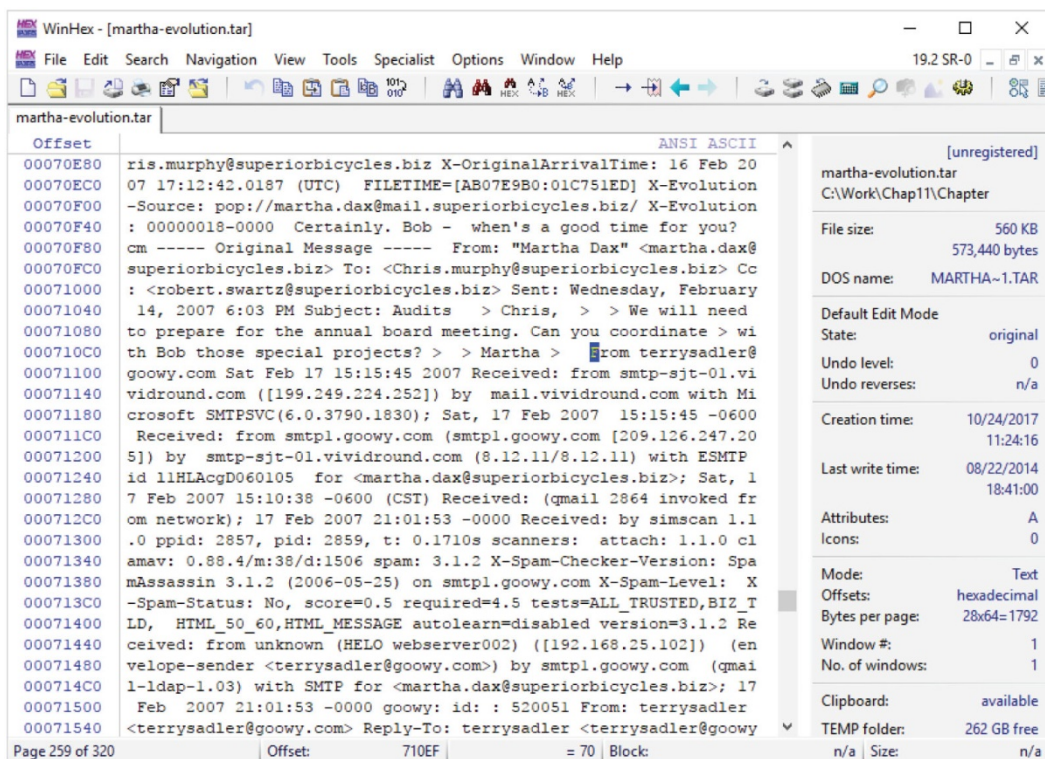 WinHex - [martha-evolution.tar]
File Edit Search Navigation View Tools Specialist Options Window Help 19.2 SR-0
martha-evolution.tar
Offset ANSI ASCII
00070E80 ris.murphy@superiorbicycles.biz X-OriginalArrivalTime: 16 Feb 20
00070EC0 07 17:12:42.0187 (UTC) FILETIME=[AB07E9B0:01C751ED] X-Evolution
00070F00 -Source: pop://martha.dax@mail.superiorbicycles.biz/ X-Evolution
00070F40 : 00000018-0000 Certainly. Bob - when's a good time for you?
00070F80 cm ----- Original Message ----- From: "Martha Dax" <martha.dax@
00070FC0 superiorbicycles.biz> To: <Chris.murphy@superiorbicycles.biz> Cc
00071000 : <robert.swartz@superiorbicycles.biz> Sent: Wednesday, February
00071040 14, 2007 6:03 PM Subject: Audits > Chris, > > We will need
00071080 to prepare for the annual board meeting. Can you coordinate > wi
000710C0 th Bob those special projects? > > Martha > From terrysadler@
00071100 goowy.com Sat Feb 17 15:15:45 2007 Received: from smtp-sjt-01.vi
00071140 vidround.com ([199.249.224.252]) by mail.vividround.com with Mi
00071180 crosoft SMTPSVC(6.0.3790.1830); Sat, 17 Feb 2007 15:15:45 -0600
000711C0 Received: from smtp1.goowy.com (smtp1.goowy.com [209.126.247.20
00071200 5]) by smtp-sjt-01.vividround.com (8.12.11/8.12.11) with ESMTP
00071240 id l1HLAcgD060105 for <martha.dax@superiorbicycles.biz>; Sat, 1
00071280 7 Feb 2007 15:10:38 -0600 (CST) Received: (qmail 2864 invoked fr
000712C0 om network); 17 Feb 2007 21:01:53 -0000 Received: by simscan 1.1
00071300 .0 ppid: 2857, pid: 2859, t: 0.1710s scanners: attach: 1.1.0 cl
00071340 amav: 0.88.4/m:38/d:1506 spam: 3.1.2 X-Spam-Checker-Version: Spa
00071380 mAssassin 3.1.2 (2006-05-25) on smtp1.goowy.com X-Spam-Level: X
000713C0 -Spam-Status: No, score=0.5 required=4.5 tests=ALL_TRUSTED,BIZ_T
00071400 LD, HTML_50_60,HTML_MESSAGE autolearn=disabled version=3.1.2 Re
00071440 ceived: from unknown (HELO webserver002) ([192.168.25.102]) (en
00071480 velope-sender <terrysadler@goowy.com>) by smtp1.goowy.com (qmai
000714C0 l-ldap-1.03) with SMTP for <martha.dax@superiorbicycles.biz>; 17
00071500 Feb 2007 21:01:53 -0000 goowy: id: : 520051 From: terrysadler
00071540 <terrysadler@goowy.com> Reply-To: terrysadler <terrysadler@goowy
[unregistered]
martha-evolution.tar
C:\Work\Chap11\Chapter
File size: 560 KB
573,440 bytes
DOS name: MARTHA~1.TAR
Default Edit Mode
State: original
Undo level: 0
Undo reverses: n/a
Creation time: 10/24/2017
11:24:16
Last write time: 08/22/2014
18:41:00
Attributes: A
Icons: 0
Mode: Text
Offsets: hexadecimal
Bytes per page: 28x64=1792
Window #: 1
No. of windows: 1
Clipboard: available
TEMP folder: 262 GB free
Page 259 of 320 Offset: 710EF = 70 Block: n/a Size: n/a